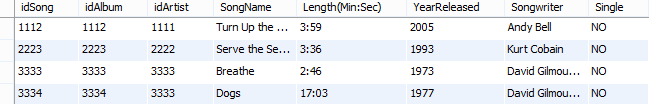 idSong idAlbum idArtist SongName Length(Min:Sec) YearReleased Songwriter Single
1112 1112 1111 Turn Up the ... 3:59 2005 Andy Bell NO
2223 2223 2222 Serve the Se... 3:36 1993 Kurt Cobain NO
3333 3333 3333 Breathe 2:46 1973 David Gilmou... NO
3334 3334 3333 Dogs 17:03 1977 David Gilmou... NO